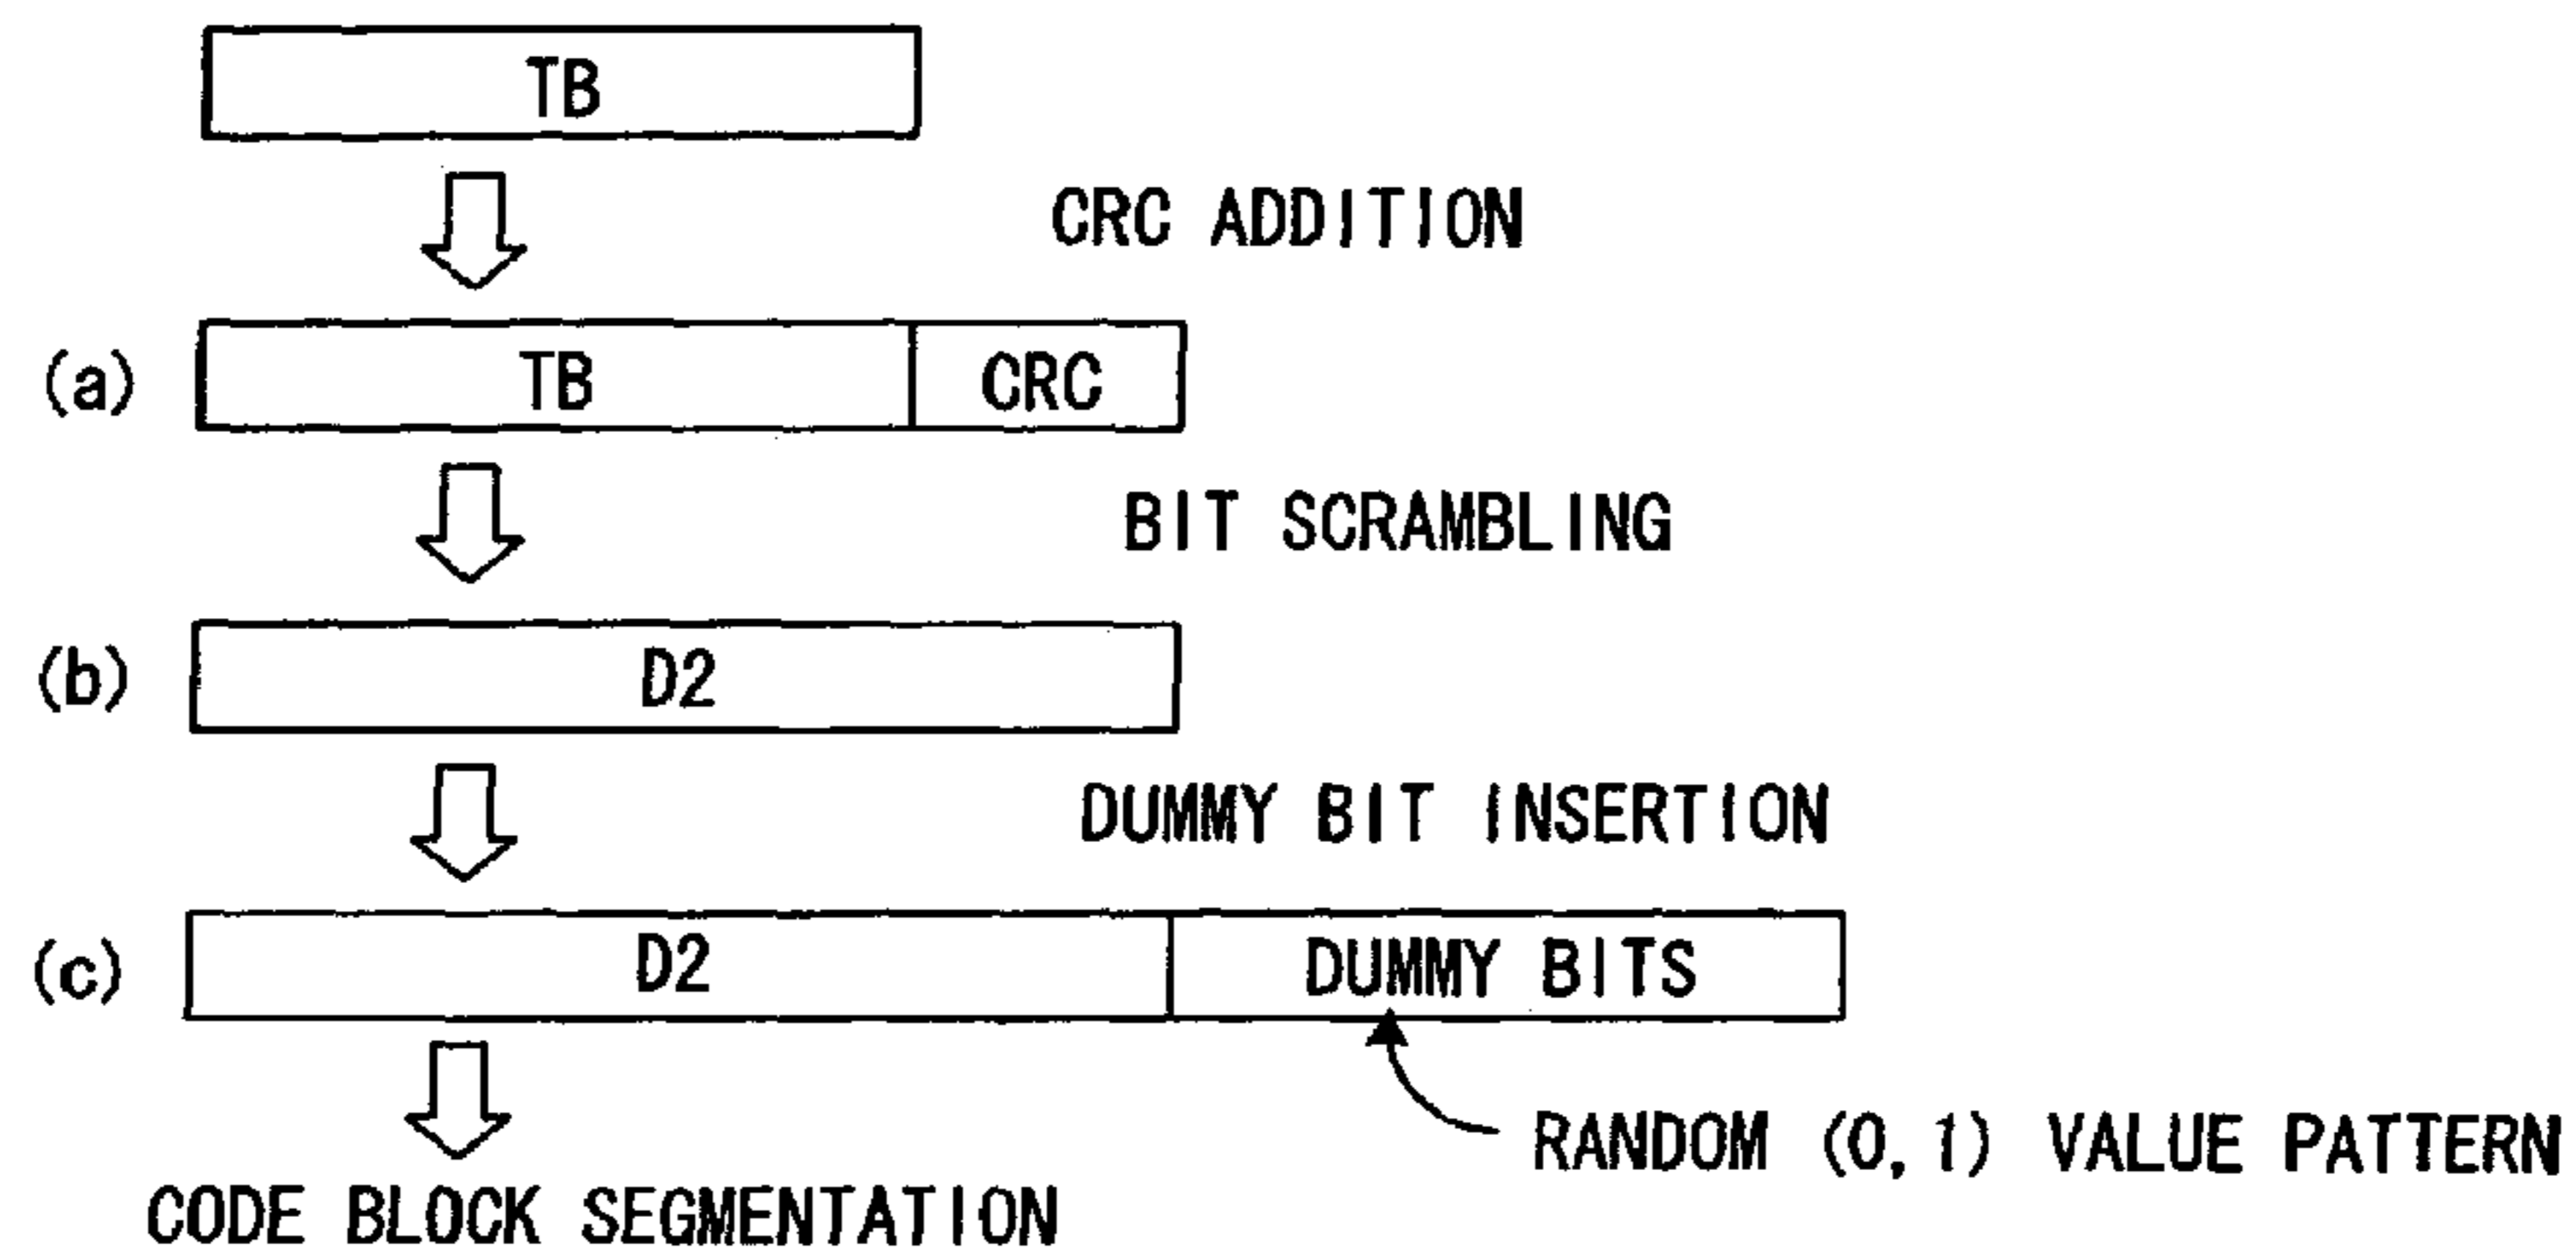 TB
CRC ADDITION
(a) TB CRC
BIT SCRAMBLING
(b) D2
DUMMY BIT INSERTION
(c) D2 DUMMY BITS
RANDOM (0,1) VALUE PATTERN
CODE BLOCK SEGMENTATION